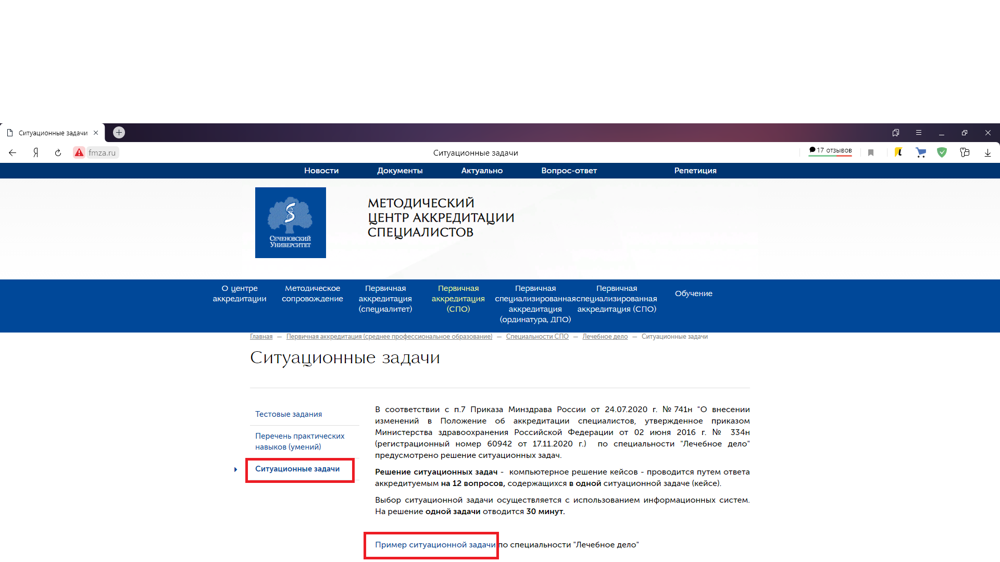 Ситуационные задачи
fmza.ru
Ситуационные задачи
17 отзывов
Новости Документы Актуально Вопрос-ответ Репетиция
МЕТОДИЧЕСКИЙ
ЦЕНТР АККРЕДИТАЦИИ
СПЕЦИАЛИСТОВ
СЕЧЕНОВСКИЙ
УНИВЕРСИТЕТ
О центре
аккредитации
Методическое
сопровождение
Первичная
аккредитация
(специалитет)
Первичная
аккредитация
(СПО)
Первичная
специализированная
аккредитация
(ординатура, ДПО)
Первичная
специализированная
аккредитация (СПО)
Обучение
Главная — Первичная аккредитация (среднее профессиональное образование) — Специальности СПО — Лечебное дело — Ситуационные задачи
Ситуационные задачи
Тестовые задания
Перечень практических
навыков (умений)
Ситуационные задачи
В соответствии с п.7 Приказа Минздрава России от 24.07.2020 г. №741н "О внесении
изменений в Положение об аккредитации специалистов, утвержденное приказом
Министерства здравоохранения Российской Федерации от 02 июня 2016 г. № 334н
(регистрационный номер 60942 от 17.11.2020 г.) по специальности "Лечебное дело"
предусмотрено решение ситуационных задач.
Решение ситуационных задач - компьютерное решение кейсов - проводится путем ответа
аккредитуемым на 12 вопросов, содержащихся в одной ситуационной задаче (кейсе).
Выбор ситуационной задачи осуществляется с использованием информационных систем.
На решение одной задачи отводится 30 минут.
Пример ситуационной задачи по специальности "Лечебное дело"